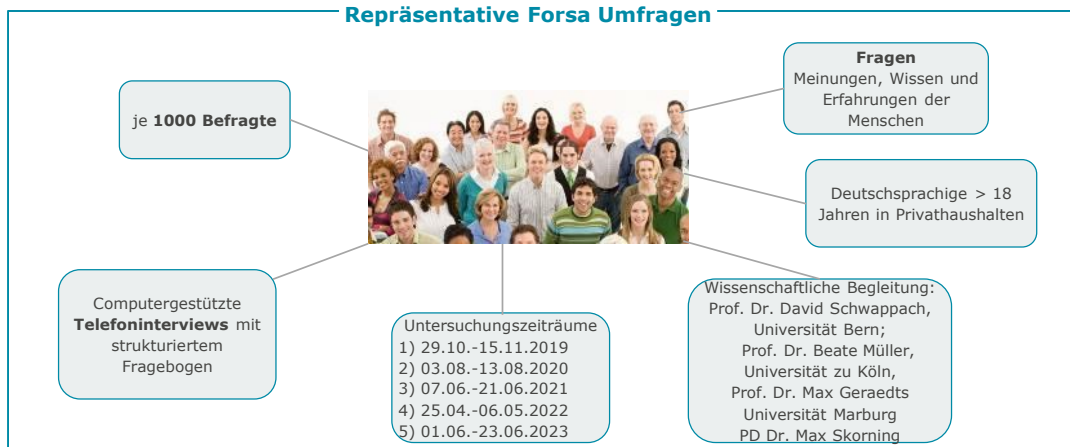 Repräsentative Forsa Umfragen
je 1000 Befragte
Fragen
Meinungen, Wissen und
Erfahrungen der
Menschen
Deutschsprachige > 18
Jahren in Privathaushalten
Computergestützte
Telefoninterviews mit
strukturiertem
Fragebogen
Untersuchungszeiträume
1) 29.10.-15.11.2019
2) 03.08.-13.08.2020
3) 07.06.-21.06.2021
4) 25.04.-06.05.2022
5) 01.06.-23.06.2023
Wissenschaftliche Begleitung:
Prof. Dr. David Schwappach,
Universität Bern;
Prof. Dr. Beate Müller,
Universität zu Köln,
Prof. Dr. Max Geraedts
Universität Marburg
PD Dr. Max Skorning